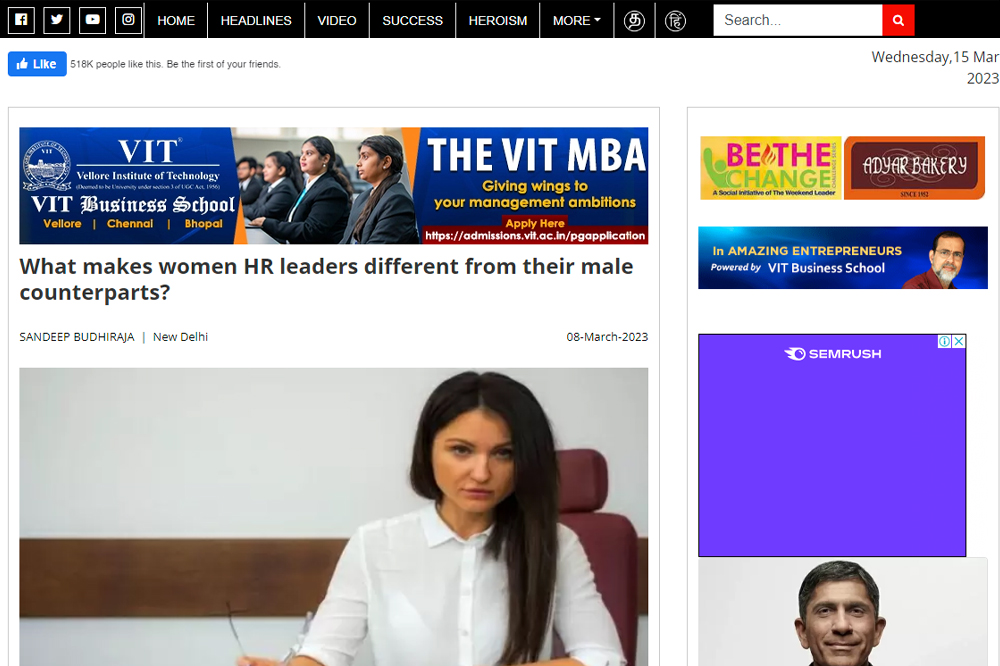 HOME
HEADLINES
VIDEO
SUCCESS
HEROISM
MORE
த
हिं
Search...
Like
518K people like this. Be the first of your friends.
Wednesday,15 Mar
2023
VIT
VIT®
Vellore Institute of Technology
(Deemed to be University under section 3 of UGC Act, 1956)
VIT Business School
Vellore | Chennai | Bhopal
THE VIT MBA
Giving wings to
your management ambitions
Apply Here
https://admissions.vit.ac.in/pgapplication
BE THE
CHANGE
A Social Initiative of The Weekend Leader
ADYAR BAKERY
SINCE 1952
In AMAZING ENTREPRENEURS
Powered by VIT Business School
What makes women HR leaders different from their male
counterparts?
SANDEEP BUDHIRAJA | New Delhi
08-March-2023
SEMRUSH